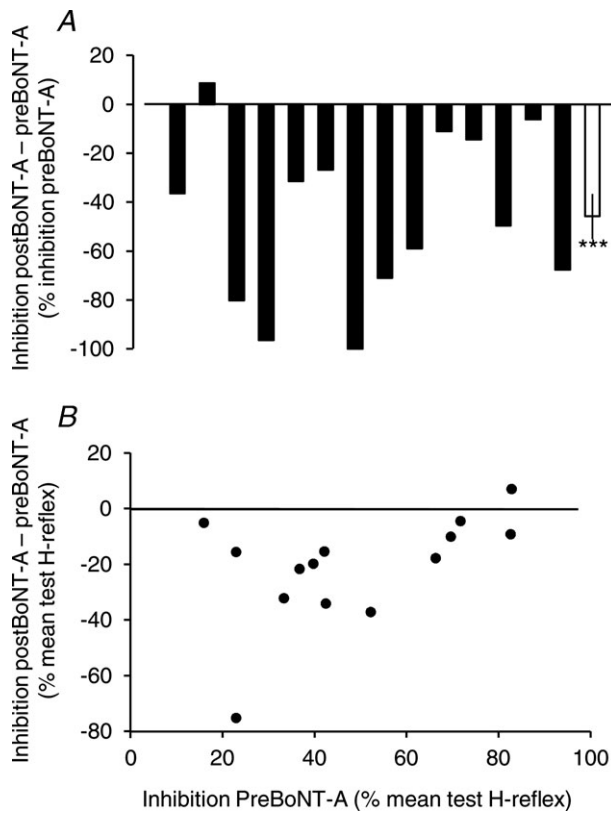 A
Inhibition postBoNT-A – preBoNT-A
(% inhibition preBoNT-A)
20
0
-20
-40
-60
-80
-100
***
B
Inhibition postBoNT-A – preBoNT-A
(% mean test H-reflex)
20
0
-20
-40
-60
-80
0 20 40 60 80 100
Inhibition PreBoNT-A (% mean test H-reflex)